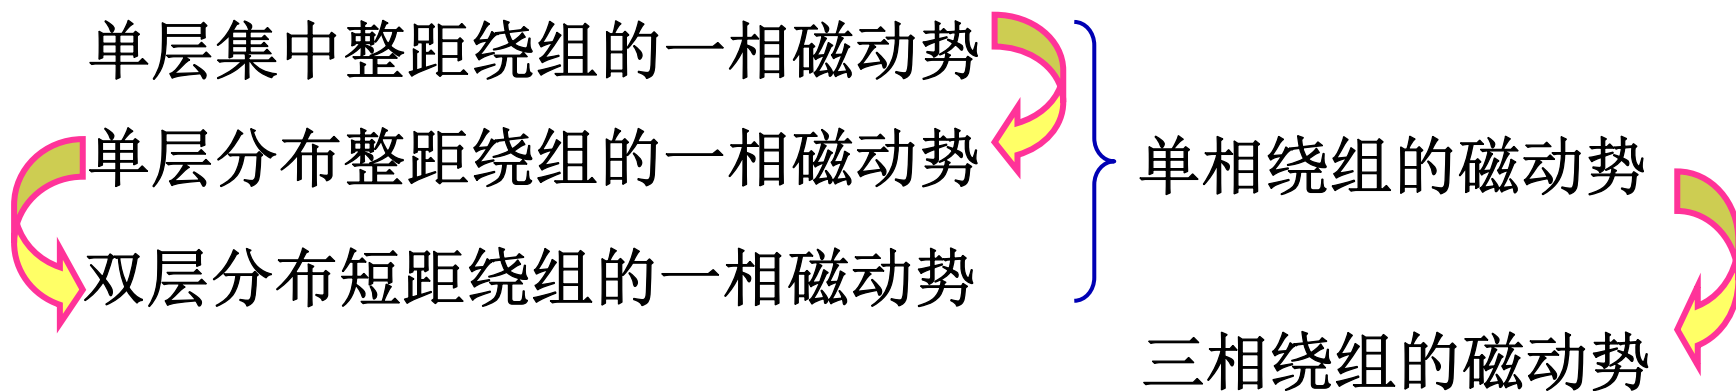 单层集中整距绕组的一相磁动势
单层分布整距绕组的一相磁动势
双层分布短距绕组的一相磁动势
单相绕组的磁动势
三相绕组的磁动势